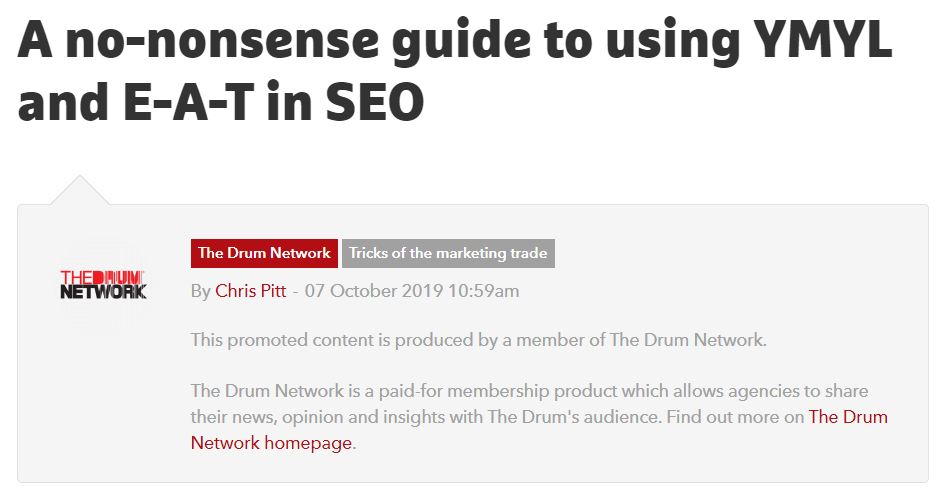 A no-nonsense guide to using YMYL
and E-A-T in SEO
The Drum Network Tricks of the marketing trade
THEDRUM
NETWORK
By Chris Pitt - 07 October 2019 10:59am
This promoted content is produced by a member of The Drum Network.
The Drum Network is a paid-for membership product which allows agencies to share
their news, opinion and insights with The Drum's audience. Find out more on The Drum
Network homepage.